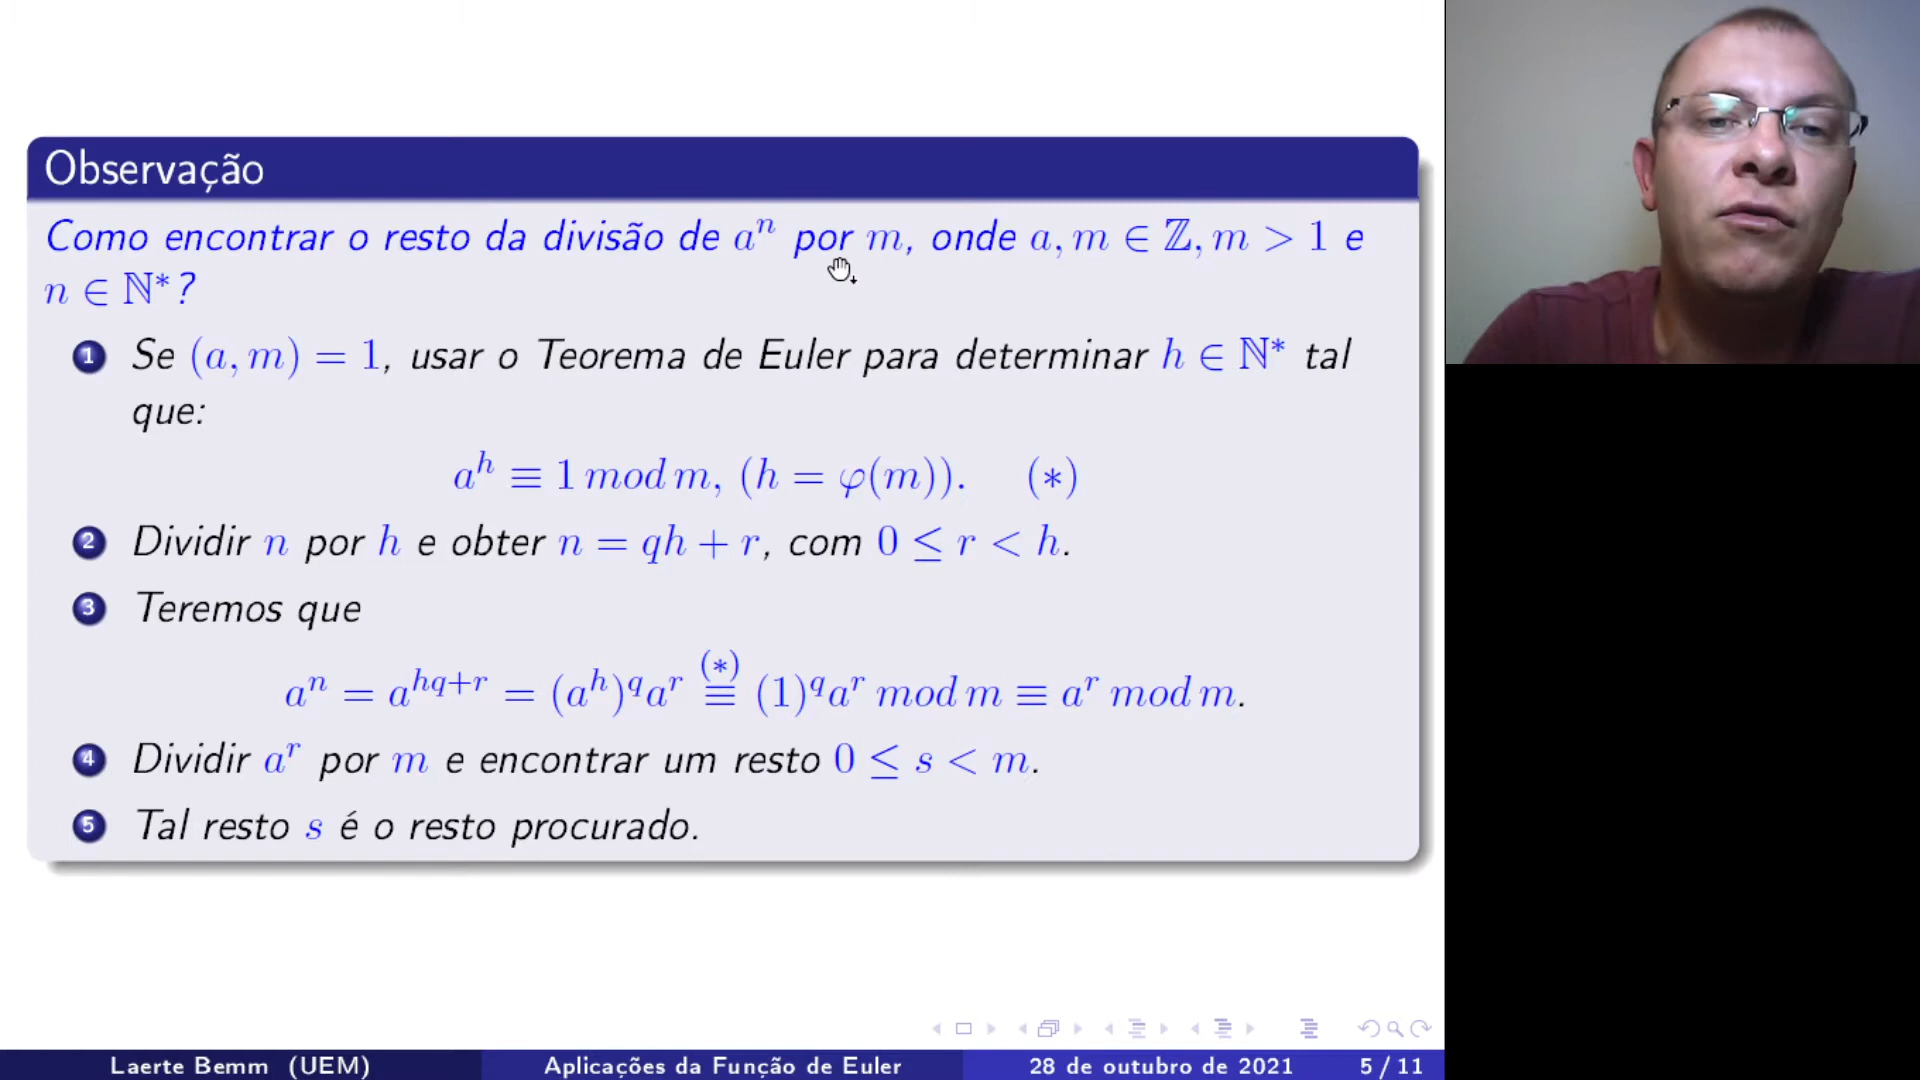 Observação
Como encontrar o resto da divisão de aⁿ por m, onde a, m ∈ ℤ, m > 1 e
n ∈ ℕ*?
1 Se (a, m) = 1, usar o Teorema de Euler para determinar h ∈ ℕ* tal
que:
aʰ ≡ 1 mod m, (h = φ(m)). (∗)
2 Dividir n por h e obter n = qh + r, com 0 ≤ r < h.
3 Teremos que
aⁿ = a^{hq+r} = (aʰ)^q aʳ ≡^{(∗)} (1)^q aʳ mod m ≡ aʳ mod m.
4 Dividir aʳ por m e encontrar um resto 0 ≤ s < m.
5 Tal resto s é o resto procurado.
Laerte Bemm (UEM) Aplicações da Função de Euler 28 de outubro de 2021 5 / 11